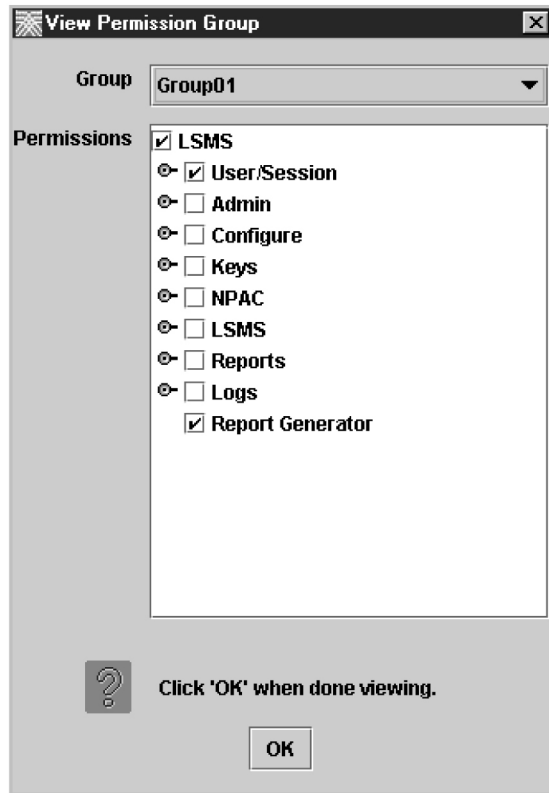 View Permission Group
Group Group01
Permissions LSMS
User/Session
Admin
Configure
Keys
NPAC
LSMS
Reports
Logs
Report Generator
Click 'OK' when done viewing.
OK